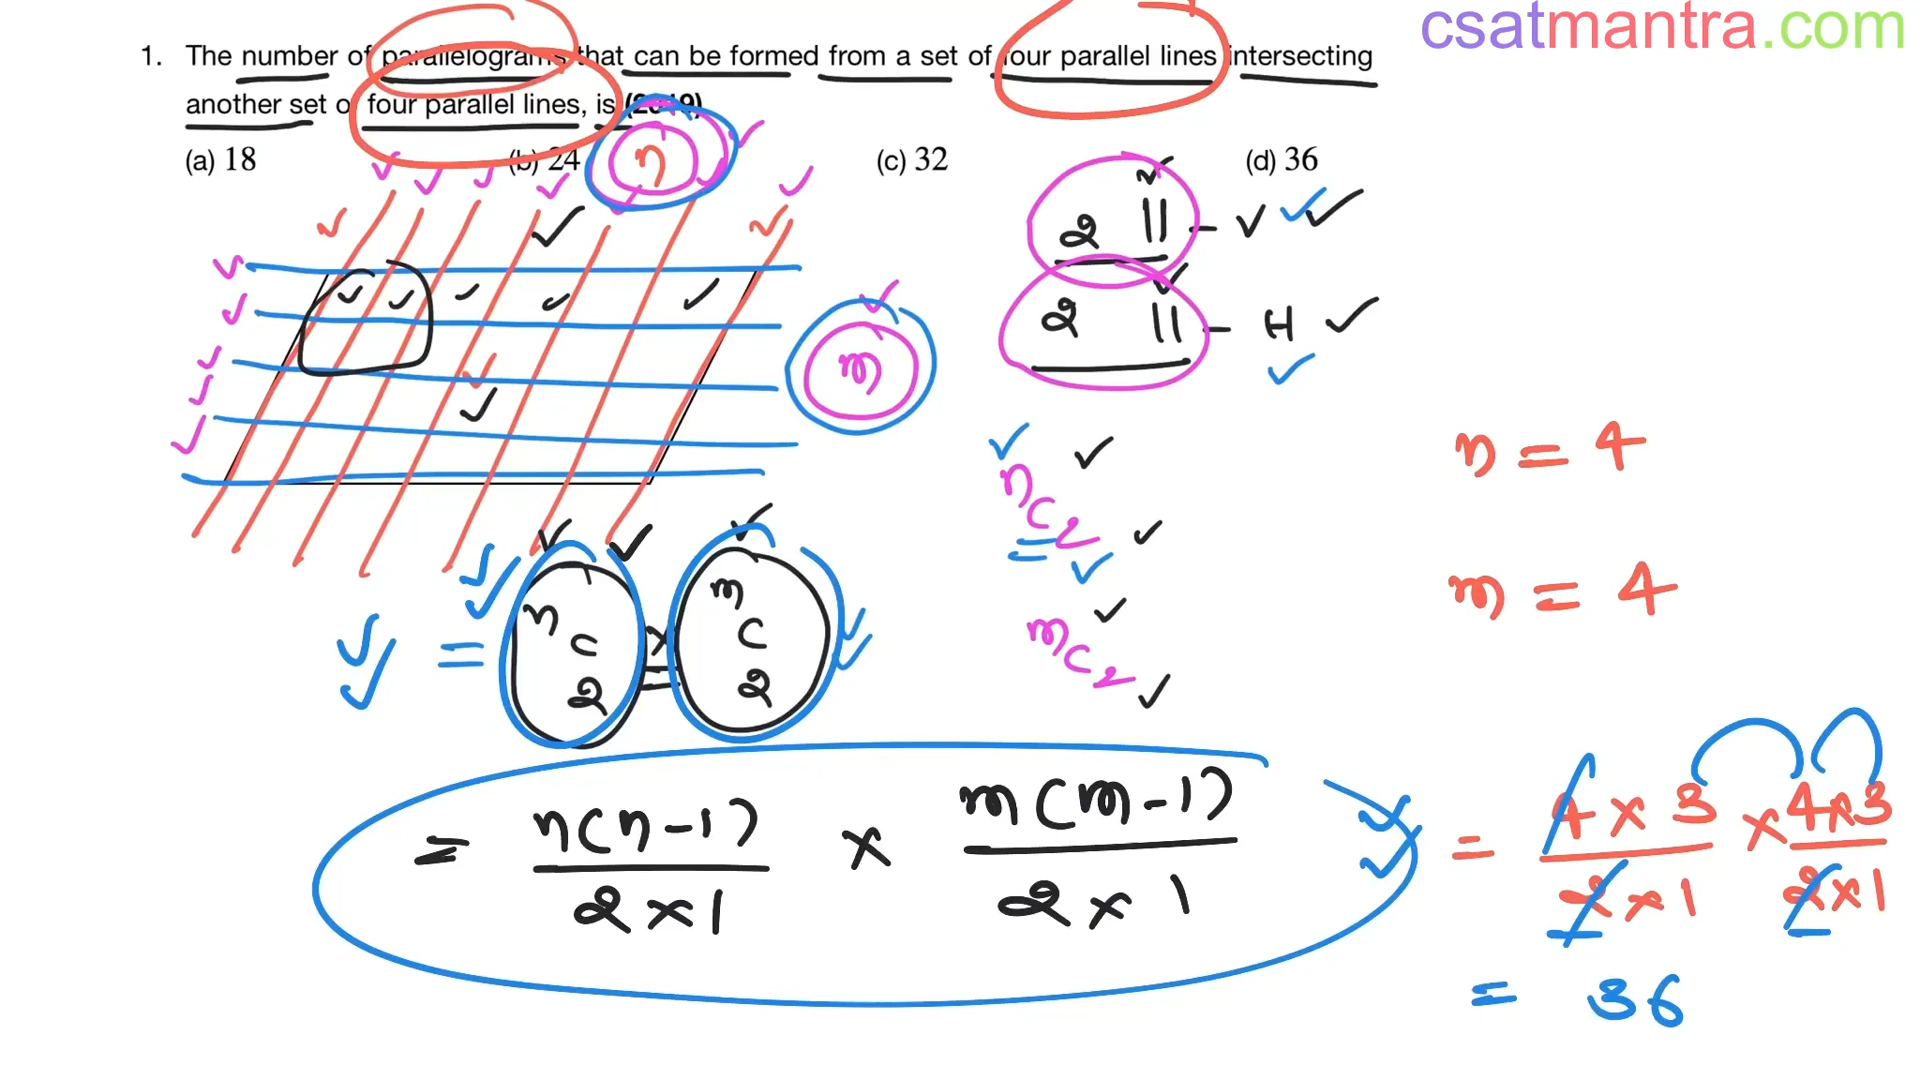 csatmantra.com
1. The number of parallelograms that can be formed from a set of four parallel lines intersecting
another set of four parallel lines, is (2019)
(a) 18 (b) 24 (c) 32 (d) 36
n
2 || - V
2 || - H
m
n = 4
nC2
m = 4
mC2
= nC2 × mC2
= n(n-1) / 2×1 × m(m-1) / 2×1
= 4×3 / 2×1 × 4×3 / 2×1
= 36